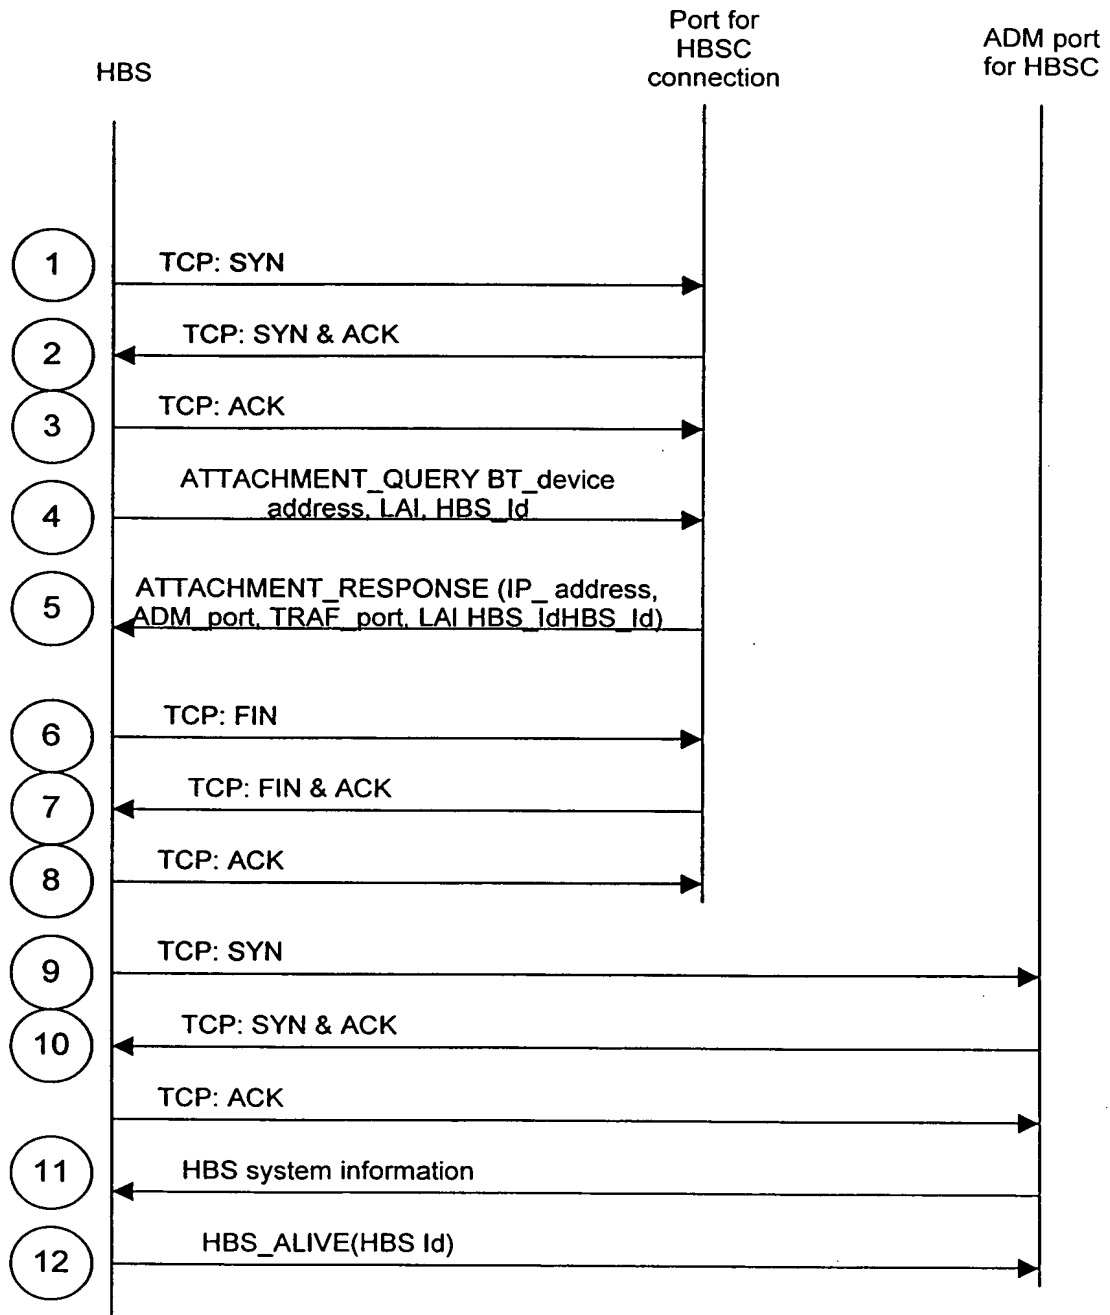 HBS
Port for
HBSC
connection
ADM port
for HBSC
1
TCP: SYN
2
TCP: SYN & ACK
3
TCP: ACK
4
ATTACHMENT_QUERY BT_device
address, LAI, HBS_Id
5
ATTACHMENT_RESPONSE (IP_ address,
ADM_port, TRAF_port, LAI HBS_IdHBS_Id)
6
TCP: FIN
7
TCP: FIN & ACK
8
TCP: ACK
9
TCP: SYN
10
TCP: SYN & ACK
TCP: ACK
11
HBS system information
12
HBS_ALIVE(HBS Id)